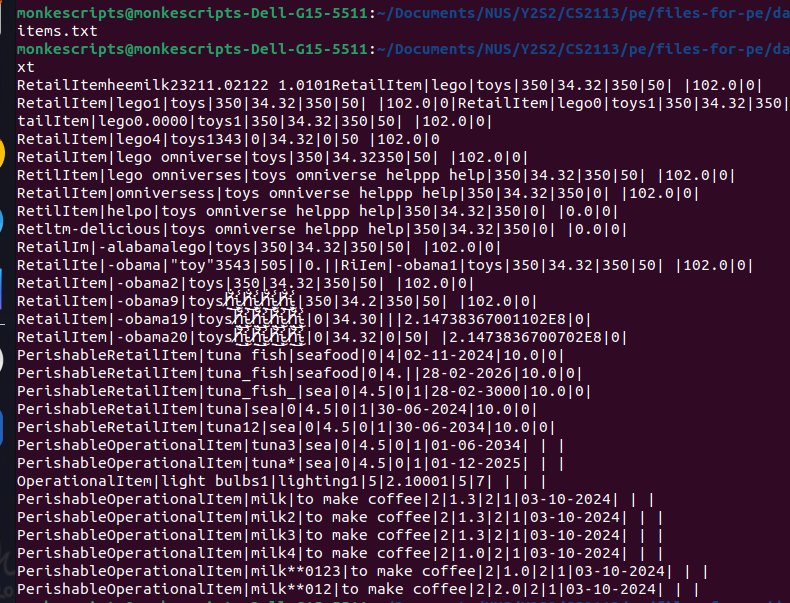 monkescripts@monkescripts-Dell-G15-5511:~/Documents/NUS/Y2S2/CS2113/pe/files-for-pe/da
items.txt
monkescripts@monkescripts-Dell-G15-5511:~/Documents/NUS/Y2S2/CS2113/pe/files-for-pe/da
xt
RetailItemheemilk23211.02122 1.0101RetailItem|lego|toys|350|34.32|350|50| |102.0|0|
RetailItem|lego1|toys|350|34.32|350|50| |102.0|0|RetailItem|lego0|toys1|350|34.32|350|
tailItem|lego0.0000|toys1|350|34.32|350|50| |102.0|0|
RetailItem|lego4|toys1343|0|34.32|0|50 |102.0|0
RetailItem|lego omniverse|toys|350|34.32350|50| |102.0|0|
RetilItem|lego omniverses|toys omniverse helppp help|350|34.32|350|50| |102.0|0|
RetailItem|omniversess|toys omniverse helppp help|350|34.32|350|0| |102.0|0|
RetilItem|helpo|toys omniverse helppp help|350|34.32|350|0| |0.0|0|
Retltm-delicious|toys omniverse helppp help|350|34.32|350|0| |0.0|0|
RetailIm|-alabamalego|toys|350|34.32|350|50| |102.0|0|
RetailIte|-obama|"toy"3543|505||0.||RiIem|-obama1|toys|350|34.32|350|50| |102.0|0|
RetailItem|-obama2|toys|350|34.32|350|50| |102.0|0|
RetailItem|-obama9|toys|350|34.2|350|50| |102.0|0|
RetailItem|-obama19|toys|0|34.30|||2.14738367001102E8|0|
RetailItem|-obama20|toys|0|34.32|0|50| |2.1473836700702E8|0|
PerishableRetailItem|tuna fish|seafood|0|4|02-11-2024|10.0|0|
PerishableRetailItem|tuna_fish|seafood|0|4.||28-02-2026|10.0|0|
PerishableRetailItem|tuna_fish_|sea|0|4.5|0|1|28-02-3000|10.0|0|
PerishableRetailItem|tuna|sea|0|4.5|0|1|30-06-2024|10.0|0|
PerishableRetailItem|tuna12|sea|0|4.5|0|1|30-06-2034|10.0|0|
PerishableOperationalItem|tuna3|sea|0|4.5|0|1|01-06-2034| | |
PerishableOperationalItem|tuna*|sea|0|4.5|0|1|01-12-2025| | |
OperationalItem|light bulbs1|lighting1|5|2.10001|5|7| | | |
PerishableOperationalItem|milk|to make coffee|2|1.3|2|1|03-10-2024| | |
PerishableOperationalItem|milk2|to make coffee|2|1.3|2|1|03-10-2024| | |
PerishableOperationalItem|milk3|to make coffee|2|1.3|2|1|03-10-2024| | |
PerishableOperationalItem|milk4|to make coffee|2|1.0|2|1|03-10-2024| | |
PerishableOperationalItem|milk**0123|to make coffee|2|1.0|2|1|03-10-2024| | |
PerishableOperationalItem|milk**012|to make coffee|2|2.0|2|1|03-10-2024| | |